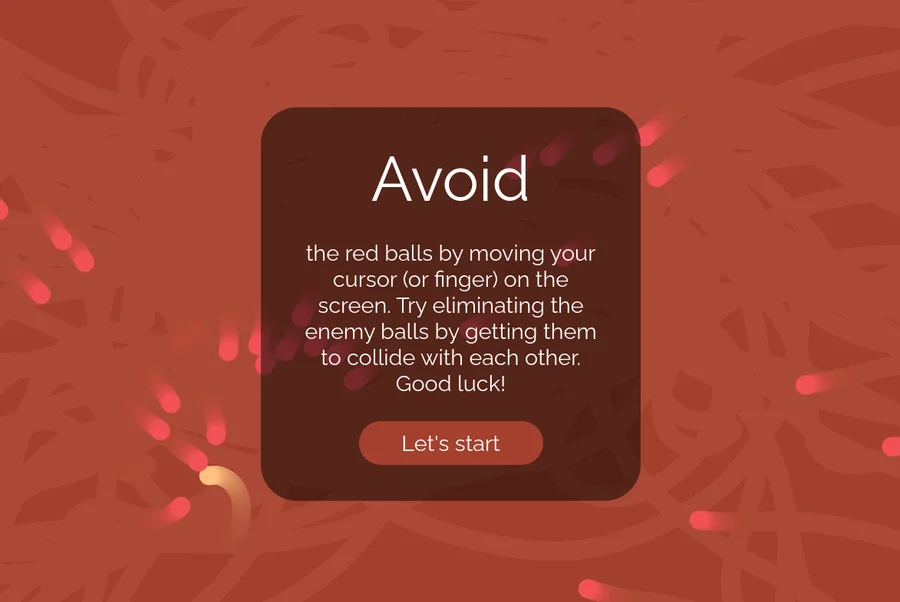 Avoid
the red balls by moving your
cursor (or finger) on the
screen. Try eliminating the
enemy balls by getting them
to collide with each other.
Good luck!
Let's start